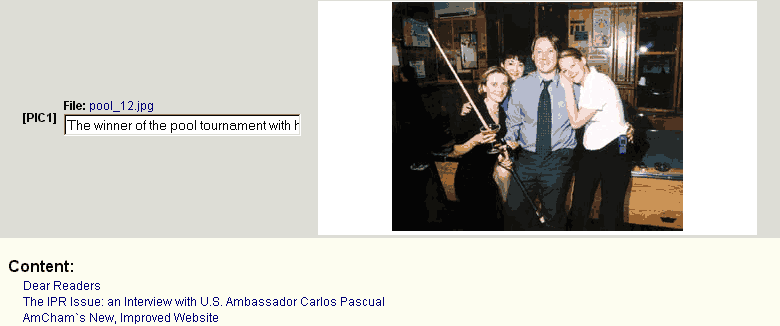 File: pool_12.jpg
[PIC1]
The winner of the pool tournament with h
Content:
Dear Readers
The IPR Issue: an Interview with U.S. Ambassador Carlos Pascual
AmCham`s New, Improved Website